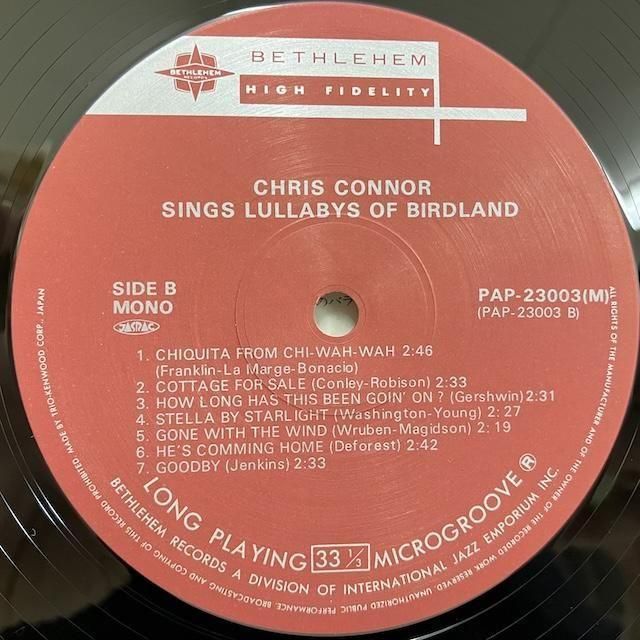 BETHLEHEM
RECORDS
BETHLEHEM
HIGH FIDELITY
CHRIS CONNOR
SINGS LULLABYS OF BIRDLAND
SIDE B
MONO
JASRAC
PAP-23003(M)
(PAP-23003 B)
1. CHIQUITA FROM CHI-WAH-WAH 2:46
(Franklin-La Marge-Bonacio)
2. COTTAGE FOR SALE (Conley-Robison) 2:33
3. HOW LONG HAS THIS BEEN GOIN' ON ? (Gershwin) 2:31
4. STELLA BY STARLIGHT (Washington-Young) 2: 27
5. GONE WITH THE WIND (Wruben-Magidson) 2: 19
6. HE'S COMMING HOME (Deforest) 2:42
7. GOODBY (Jenkins) 2:33
LONG PLAYING 33 1/3 MICROGROOVE ®
BETHLEHEM RECORDS A DIVISION OF INTERNATIONAL JAZZ EMPORIUM INC.
ALL RIGHTS OF THE MANUFACTURER AND OF THE OWNER OF THE RECORDED WORK RESERVED. UNAUTHORIZED PUBLIC PERFORMANCE, BROADCASTING AND COPYING OF THIS RECORD PROHIBITED. MADE BY TRIO-KENWOOD CORP., JAPAN